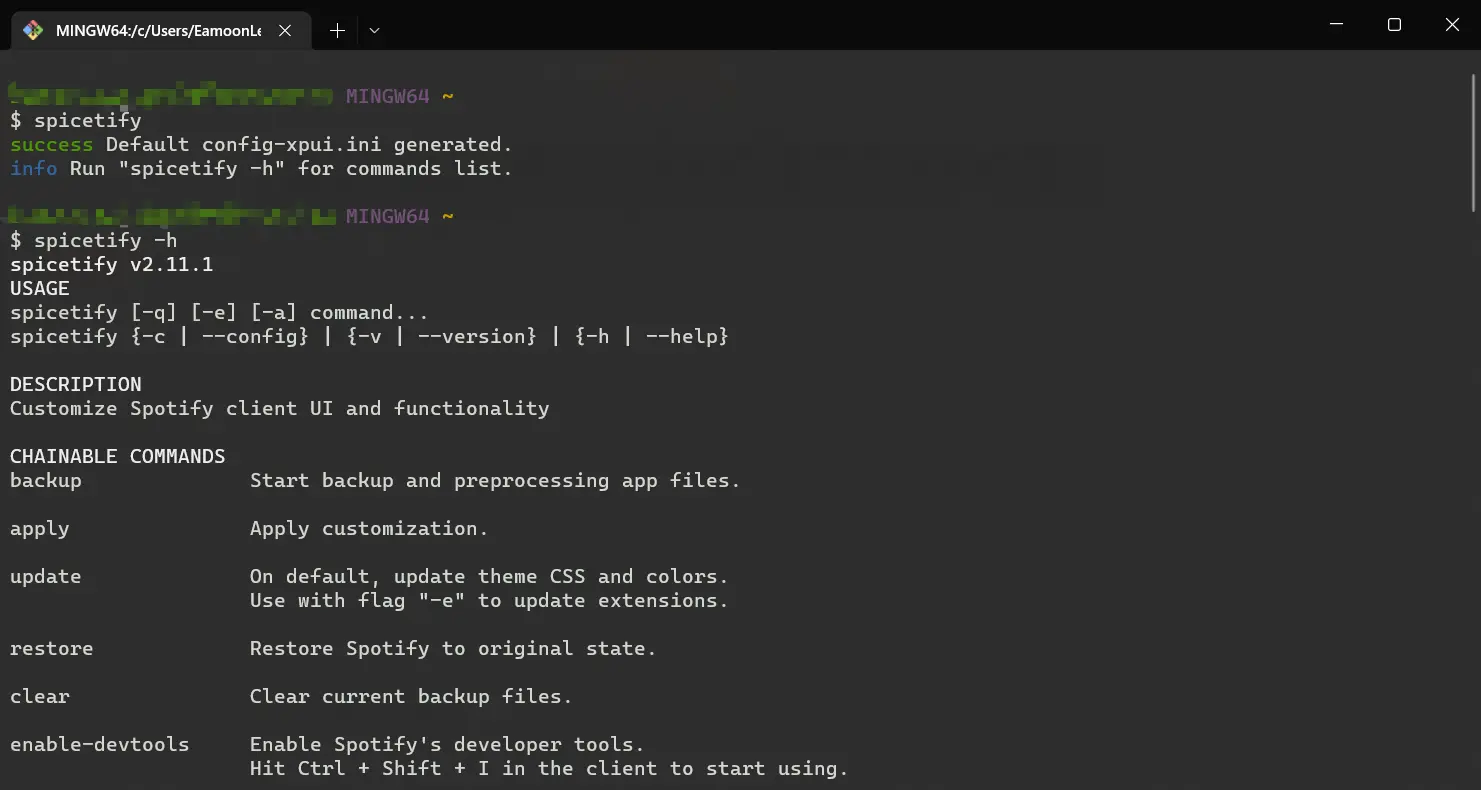 MINGW64:/c/Users/EamoonLe
MINGW64 ~
$ spicetify
success Default config-xpui.ini generated.
info Run "spicetify -h" for commands list.
MINGW64 ~
$ spicetify -h
spicetify v2.11.1
USAGE
spicetify [-q] [-e] [-a] command...
spicetify {-c | --config} | {-v | --version} | {-h | --help}
DESCRIPTION
Customize Spotify client UI and functionality
CHAINABLE COMMANDS
backup Start backup and preprocessing app files.
apply Apply customization.
update On default, update theme CSS and colors.
Use with flag "-e" to update extensions.
restore Restore Spotify to original state.
clear Clear current backup files.
enable-devtools Enable Spotify's developer tools.
Hit Ctrl + Shift + I in the client to start using.